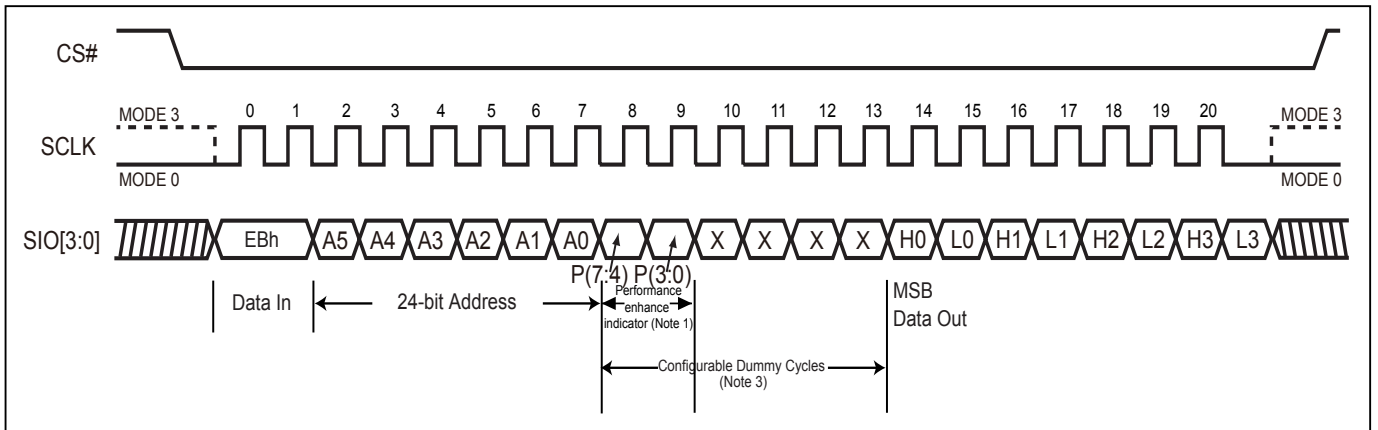 CS#
MODE 3
0 1 2 3 4 5 6 7 8 9 10 11 12 13 14 15 16 17 18 19 20
MODE 3
SCLK
MODE 0
MODE 0
SIO[3:0]
EBh A5 A4 A3 A2 A1 A0 X X X X H0 L0 H1 L1 H2 L2 H3 L3
P(7:4) P(3:0)
Data In
24-bit Address
Performance
enhance
indicator (Note 1)
MSB
Data Out
Configurable Dummy Cycles
(Note 3)